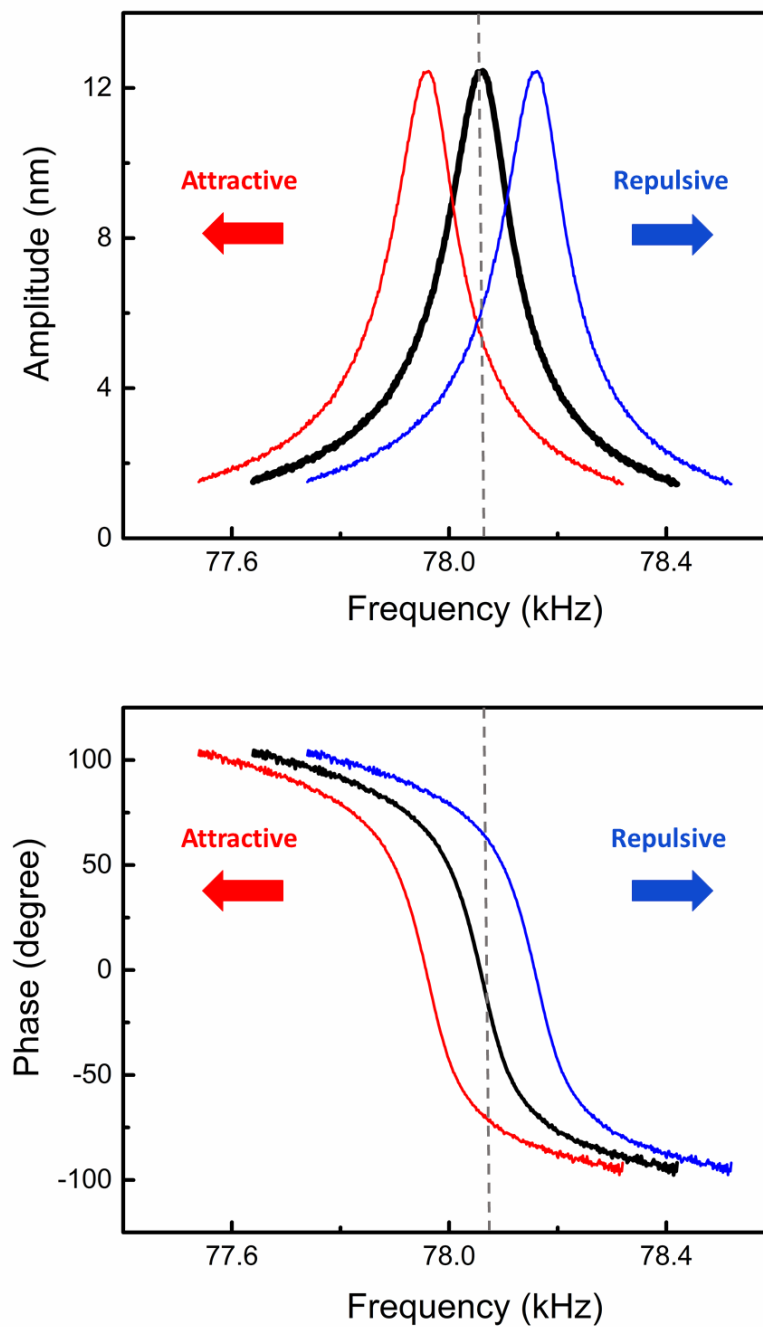 12
8
4
0
Amplitude (nm)
Attractive
Repulsive
77.6
78.0
78.4
Frequency (kHz)
100
50
0
-50
-100
Phase (degree)
Attractive
Repulsive
77.6
78.0
78.4
Frequency (kHz)